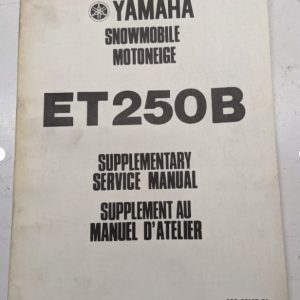 YAMAHA
SNOWMOBILE
MOTONEIGE
ET250B
SUPPLEMENTARY
SERVICE MANUAL
SUPPLEMENT AU
MANUEL D'ATELIER